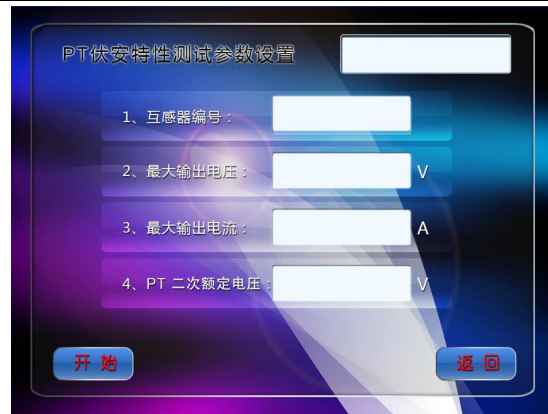 PT伏安特性测试参数设置
1、互感器编号：
2、最大输出电压： V
3、最大输出电流： A
4、PT 二次额定电压： V
开 始 返 回